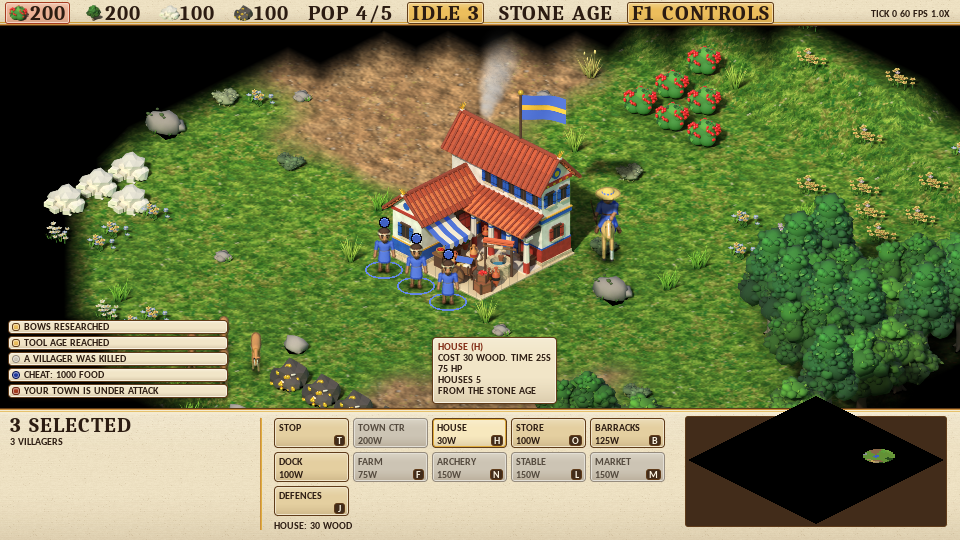 200 200 100 100 POP 4/5 IDLE 3 STONE AGE F1 CONTROLS TICK 0 60 FPS 1.0X
BOWS RESEARCHED
TOOL AGE REACHED
A VILLAGER WAS KILLED
CHEAT: 1000 FOOD
YOUR TOWN IS UNDER ATTACK
HOUSE (H)
COST 30 WOOD. TIME 25S
75 HP
HOUSES 5
FROM THE STONE AGE
3 SELECTED
3 VILLAGERS
STOP T
TOWN CTR
200W
HOUSE
30W H
STORE
100W O
BARRACKS
125W B
DOCK
100W
FARM
75W F
ARCHERY
150W N
STABLE
150W L
MARKET
150W M
DEFENCES
J
HOUSE: 30 WOOD